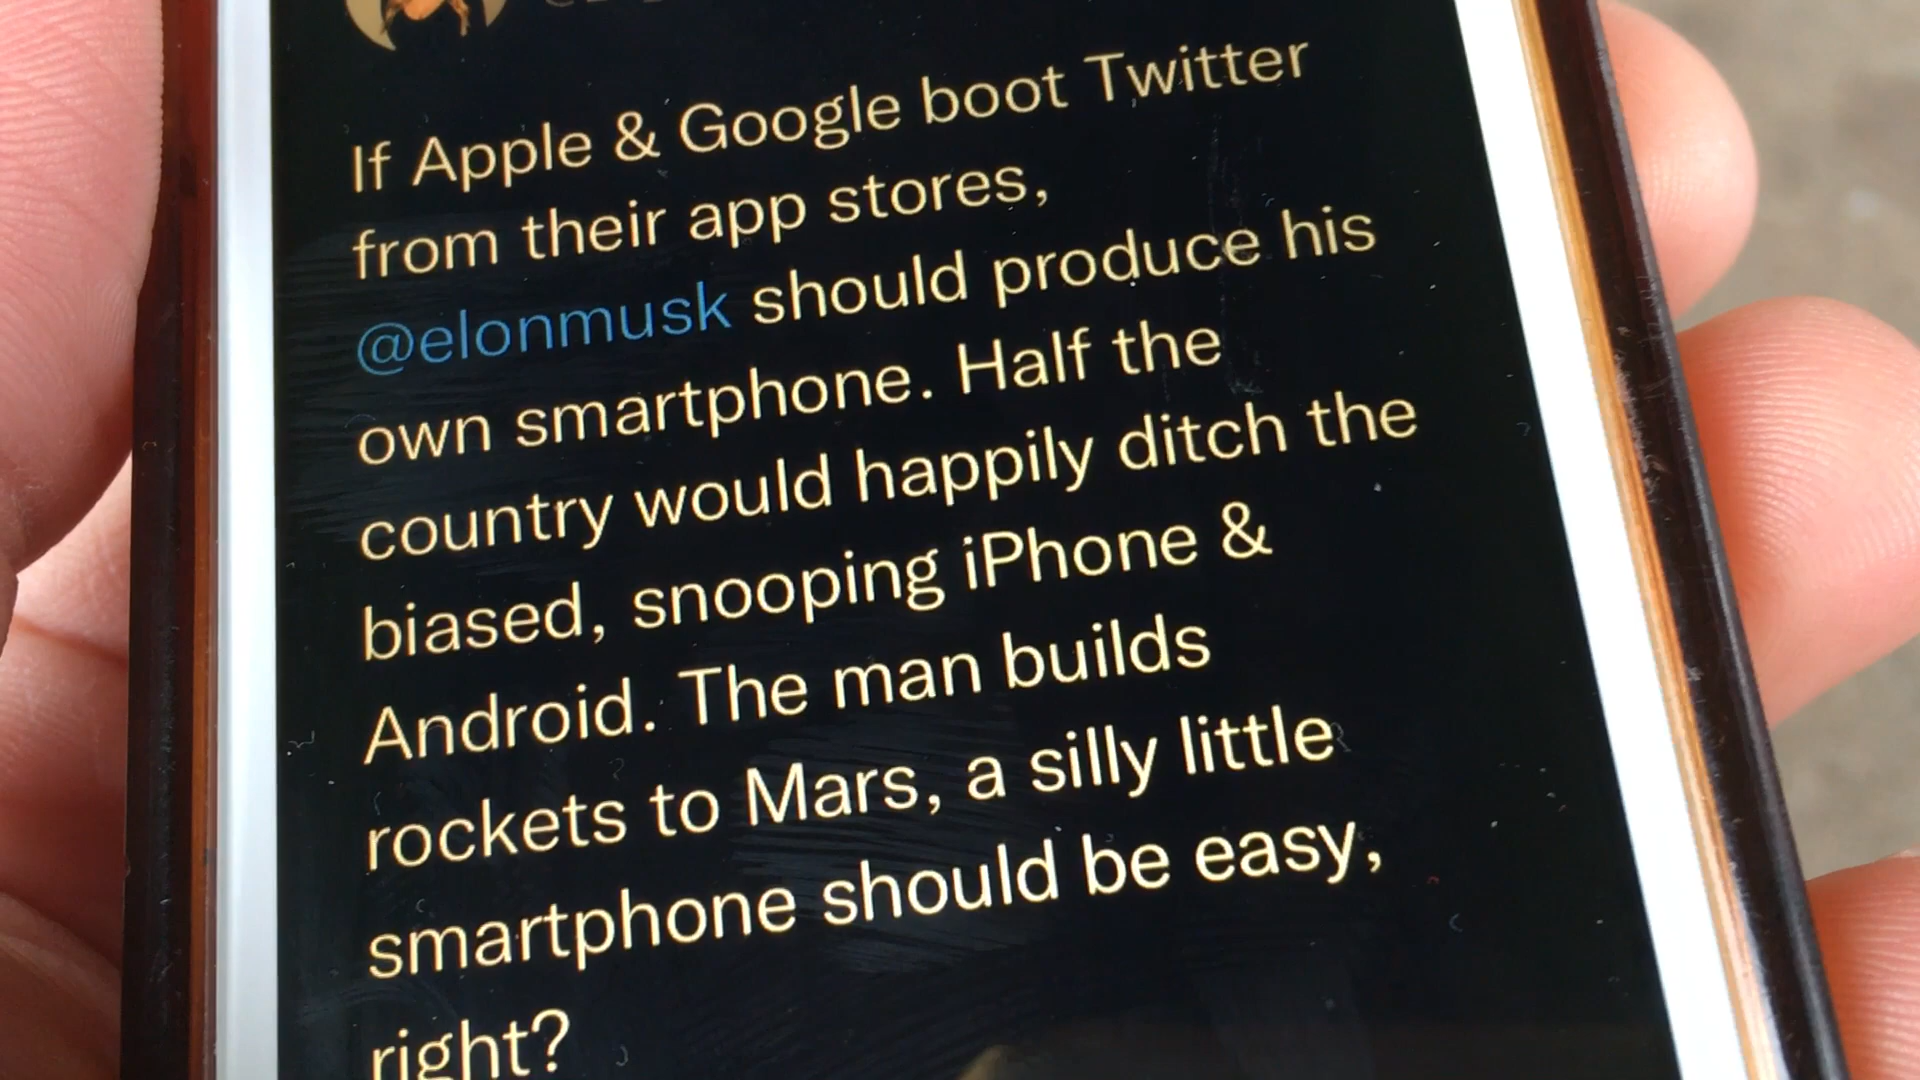 If Apple & Google boot Twitter
from their app stores,
@elonmusk should produce his
own smartphone. Half the
country would happily ditch the
biased, snooping iPhone &
Android. The man builds
rockets to Mars, a silly little
smartphone should be easy,
right?